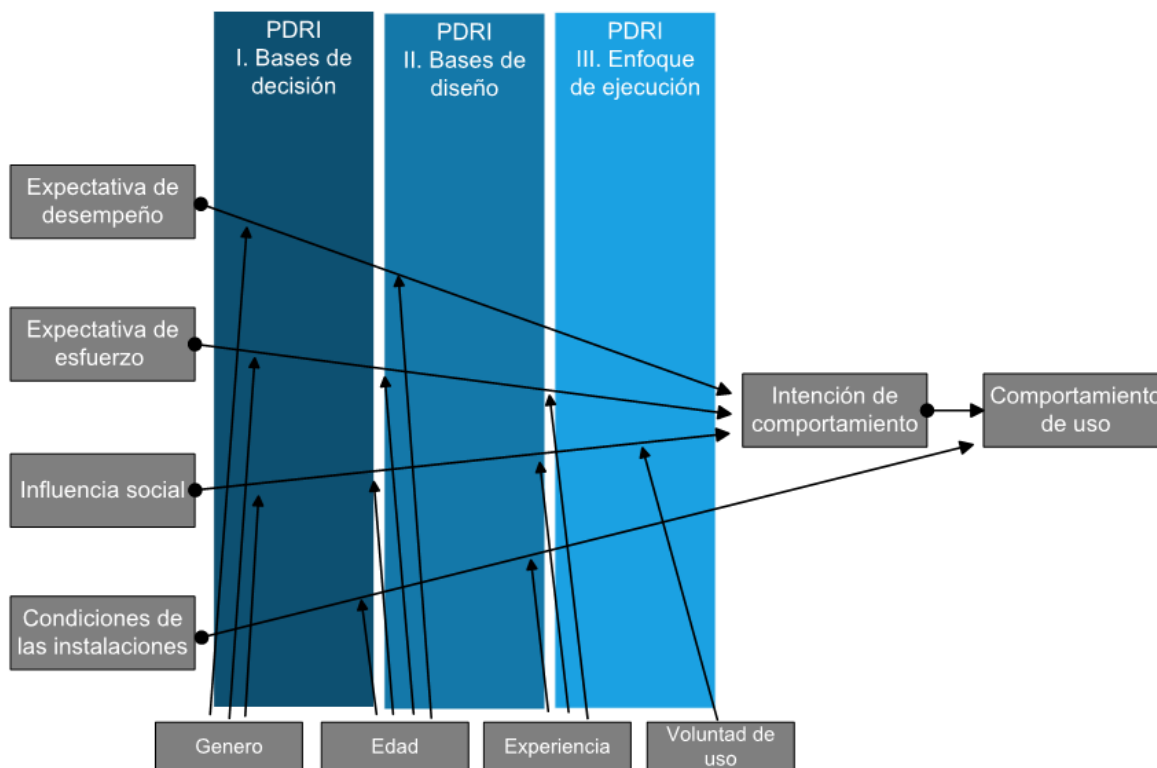 PDRI
I. Bases de
decisión
PDRI
II. Bases de
diseño
PDRI
III. Enfoque
de ejecución
Expectativa de
desempeño
Expectativa de
esfuerzo
Influencia social
Condiciones de
las instalaciones
Intención de
comportamiento
Comportamiento
de uso
Genero
Edad
Experiencia
Voluntad de
uso